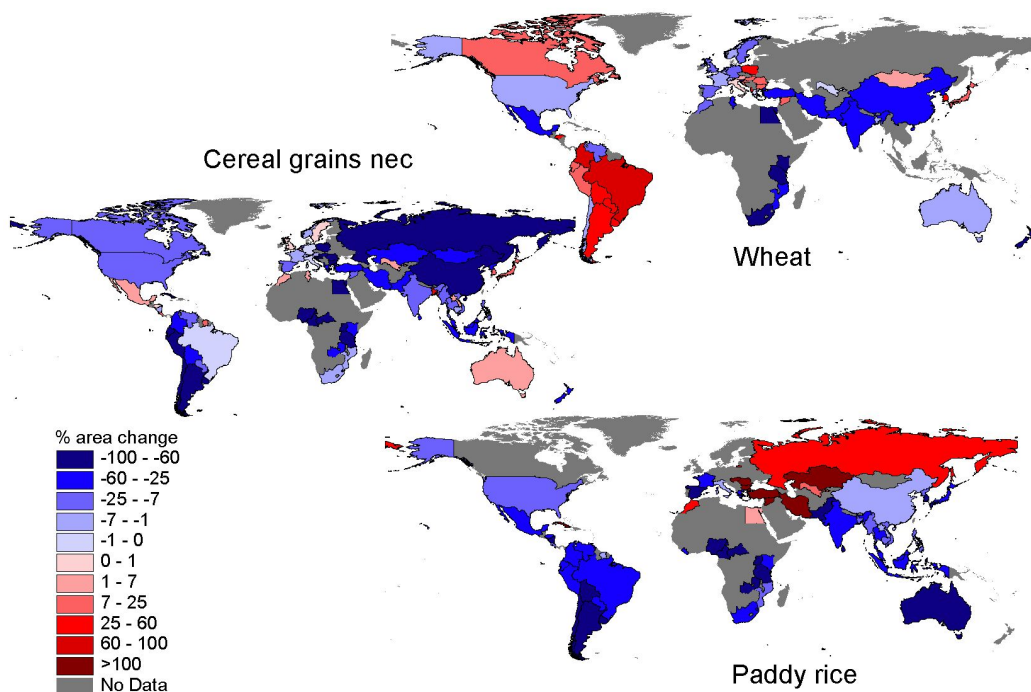 Cereal grains nec
Wheat
% area change
-100 - -60
-60 - -25
-25 - -7
-7 - -1
-1 - 0
0 - 1
1 - 7
7 - 25
25 - 60
60 - 100
>100
No Data
Paddy rice